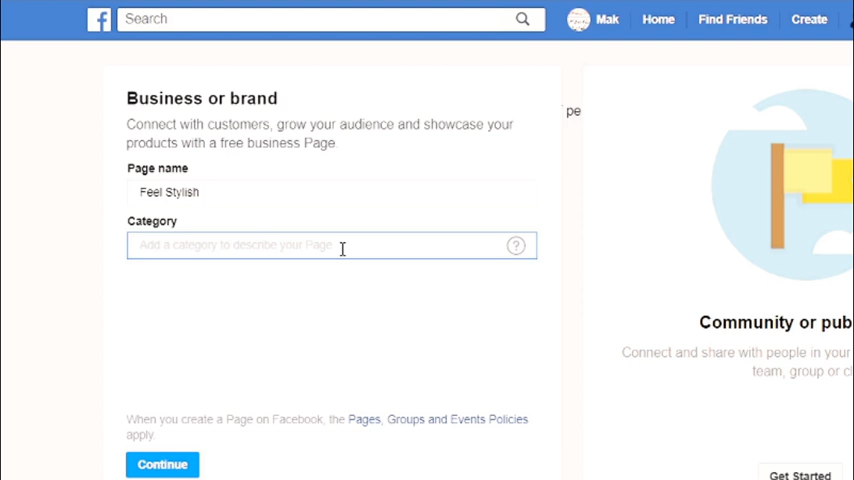 f Search Mak Home Find Friends Create
Business or brand
Connect with customers, grow your audience and showcase your
products with a free business Page.
Page name
Feel Stylish
Category
Add a category to describe your Page
?
When you create a Page on Facebook, the Pages, Groups and Events Policies
apply.
Continue
pe
Community or pub
Connect and share with people in your
team, group or cl
Get Started